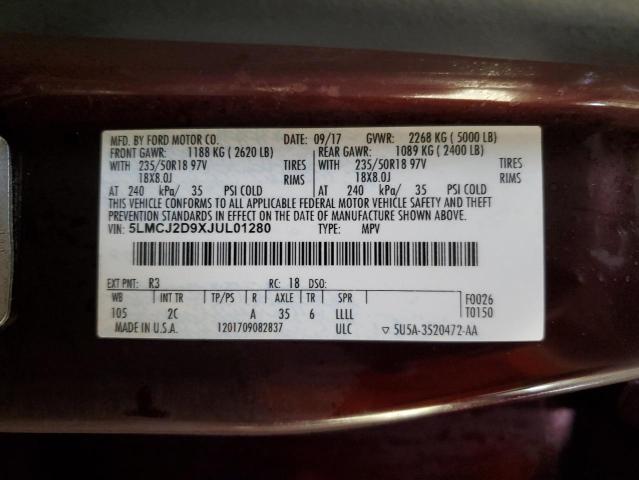 MFD. BY FORD MOTOR CO. DATE: 09/17 GVWR: 2268 KG ( 5000 LB)
FRONT GAWR: 1188 KG ( 2620 LB) REAR GAWR: 1089 KG ( 2400 LB)
WITH 235/50R18 97V TIRES WITH 235/50R18 97V TIRES
18X8.0J RIMS 18X8.0J RIMS
AT 240 kPa/ 35 PSI COLD AT 240 kPa/ 35 PSI COLD
THIS VEHICLE CONFORMS TO ALL APPLICABLE FEDERAL MOTOR VEHICLE SAFETY AND THEFT
PREVENTION STANDARDS IN EFFECT ON THE DATE OF MANUFACTURE SHOWN ABOVE.
VIN: 5LMCJ2D9XJUL01280 TYPE: MPV
EXT PNT: R3 RC: 18 DSO:
WB INT TR TP/PS R AXLE TR SPR F0026
105 2C A 35 6 LLLL T0150
MADE IN U.S.A. 1201709082837 ULC ▽ 5U5A-3520472-AA